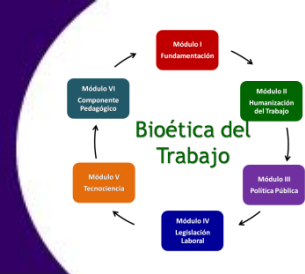 Módulo I
Fundamentación
Módulo II
Humanización
del Trabajo
Módulo III
Política Pública
Módulo IV
Legislación
Laboral
Módulo V
Tecnociencia
Módulo VI
Componente
Pedagógico
Bioética del
Trabajo